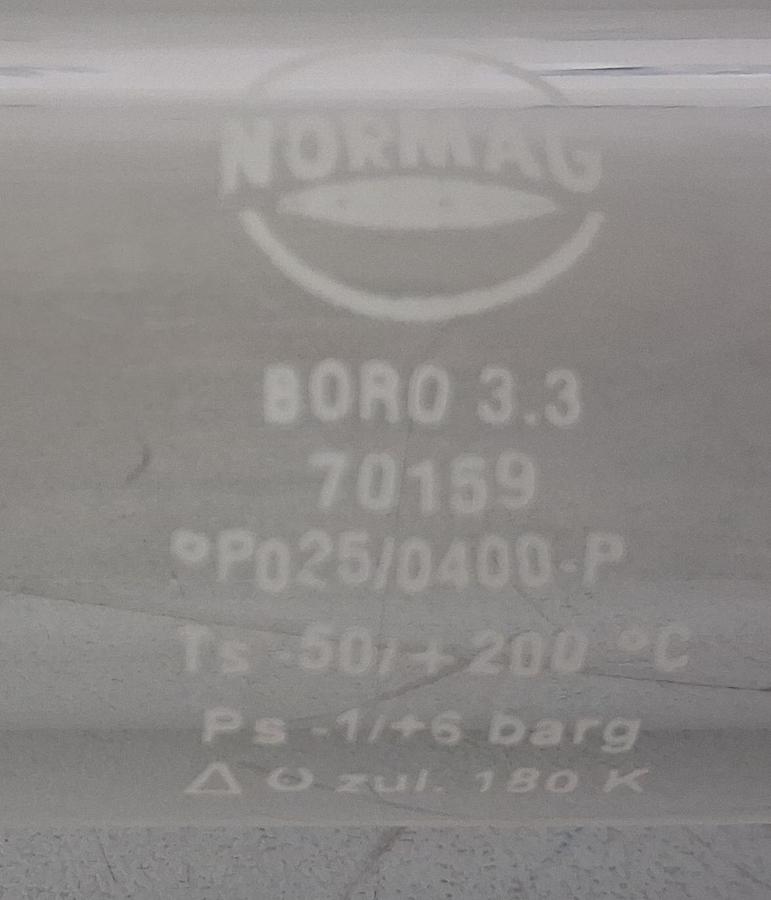 NORMAG
BORO 3.3
70159
°P025/0400-P
Ts -50/+200 °C
Ps -1/+6 barg
Δ zul. 180 K